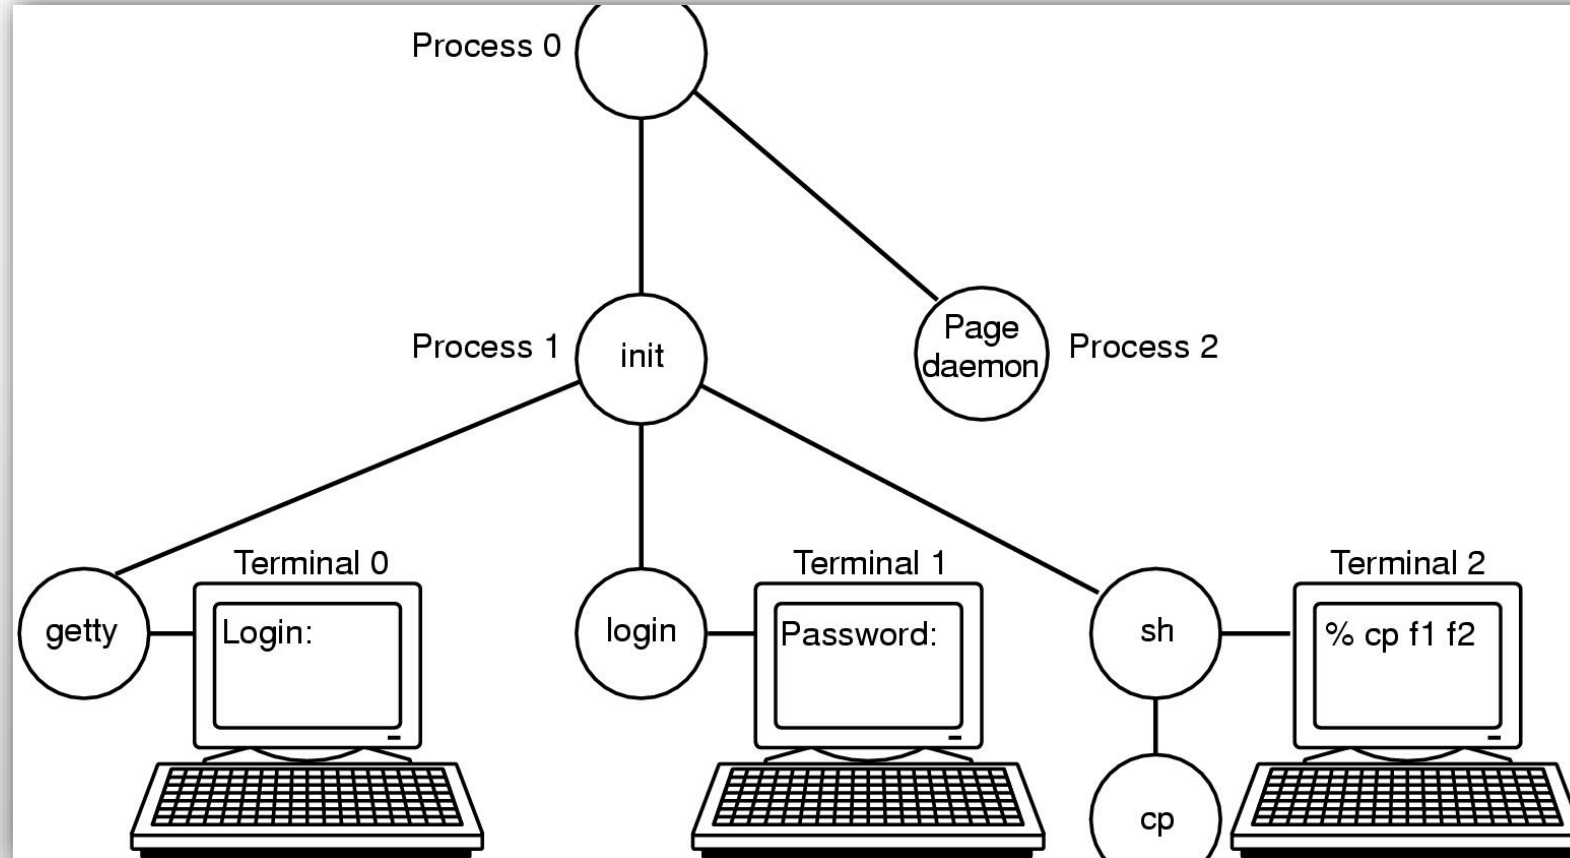 Process 0
Process 1
init
Page
daemon
Process 2
Terminal 0
Terminal 1
Terminal 2
getty
Login:
login
Password:
sh
% cp f1 f2
cp